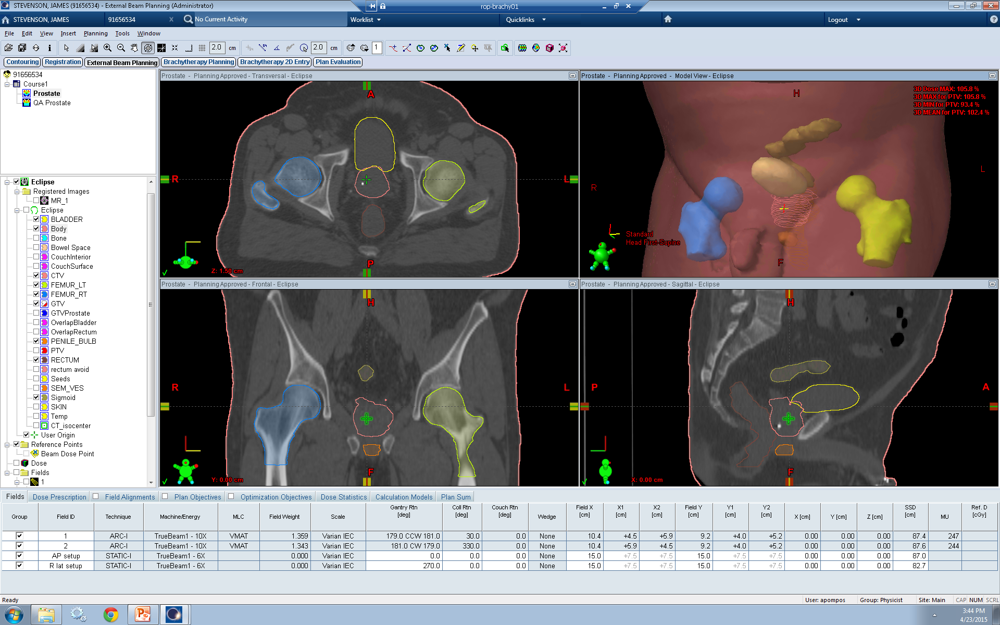 STEVENSON, JAMES (91656534) - External Beam Planning (Administrator)
rop-brachy01
STEVENSON, JAMES
91656534
X
No Current Activity
Worklist
Quicklinks
Logout
File Edit View Insert Planning Tools Window
2.0 cm
2.0 cm
1
Contouring
Registration
External Beam Planning
Brachytherapy Planning
Brachytherapy 2D Entry
Plan Evaluation
91656534
Course1
Prostate
QA Prostate
Eclipse
Registered Images
MR_1
Eclipse
BLADDER
Body
Bone
Bowel Space
CouchInterior
CouchSurface
CTV
FEMUR_LT
FEMUR_RT
GTV
GTVProstate
OverlapBladder
OverlapRectum
PENILE_BULB
PTV
RECTUM
rectum avoid
Seeds
SEM_VES
Sigmoid
SKIN
Temp
CT_isocenter
User Origin
Reference Points
Beam Dose Point
Dose
Fields
1
Prostate - Planning Approved - Transversal - Eclipse
A
R
L
P
Z: 1.50 cm
Prostate - Planning Approved - Model View - Eclipse
H
3D Dose MAX: 105.8 %
3D MAX for PTV: 105.8 %
3D MIN for PTV: 93.4 %
3D MEAN for PTV: 102.4 %
L
R
Standard
Head First-Supine
F
Prostate - Planning Approved - Frontal - Eclipse
H
R
L
F
Y: 0.00 cm
Prostate - Planning Approved - Sagittal - Eclipse
H
P
A
F
X: 0.00 cm
Fields Dose Prescription Field Alignments Plan Objectives Optimization Objectives Dose Statistics Calculation Models Plan Sum
Group Field ID Technique Machine/Energy MLC Field Weight Scale Gantry Rtn [deg] Coll Rtn [deg] Couch Rtn [deg] Wedge Field X [cm] X1 [cm] X2 [cm] Field Y [cm] Y1 [cm] Y2 [cm] X [cm] Y [cm] Z [cm] SSD [cm] MU Ref. D [cGy]
1 ARC-I TrueBeam1 - 10X VMAT 1.359 Varian IEC 179.0 CCW 181.0 30.0 0.0 None 10.4 +4.5 +5.9 9.2 +4.0 +5.2 0.00 0.00 0.00 87.4 247
2 ARC-I TrueBeam1 - 10X VMAT 1.343 Varian IEC 181.0 CW 179.0 330.0 0.0 None 10.4 +5.9 +4.5 9.2 +4.0 +5.2 0.00 0.00 0.00 87.6 244
AP setup STATIC-I TrueBeam1 - 6X 0.000 Varian IEC 0.0 0.0 0.0 None 15.0 +7.5 +7.5 15.0 +7.5 +7.5 0.00 0.00 0.00 87.0
R lat setup STATIC-I TrueBeam1 - 6X 0.000 Varian IEC 270.0 0.0 0.0 None 15.0 +7.5 +7.5 15.0 +7.5 +7.5 0.00 0.00 0.00 82.7
Ready
User: apompos Group: Physicist Site: Main CAP NUM SCRL
3:44 PM
4/23/2015